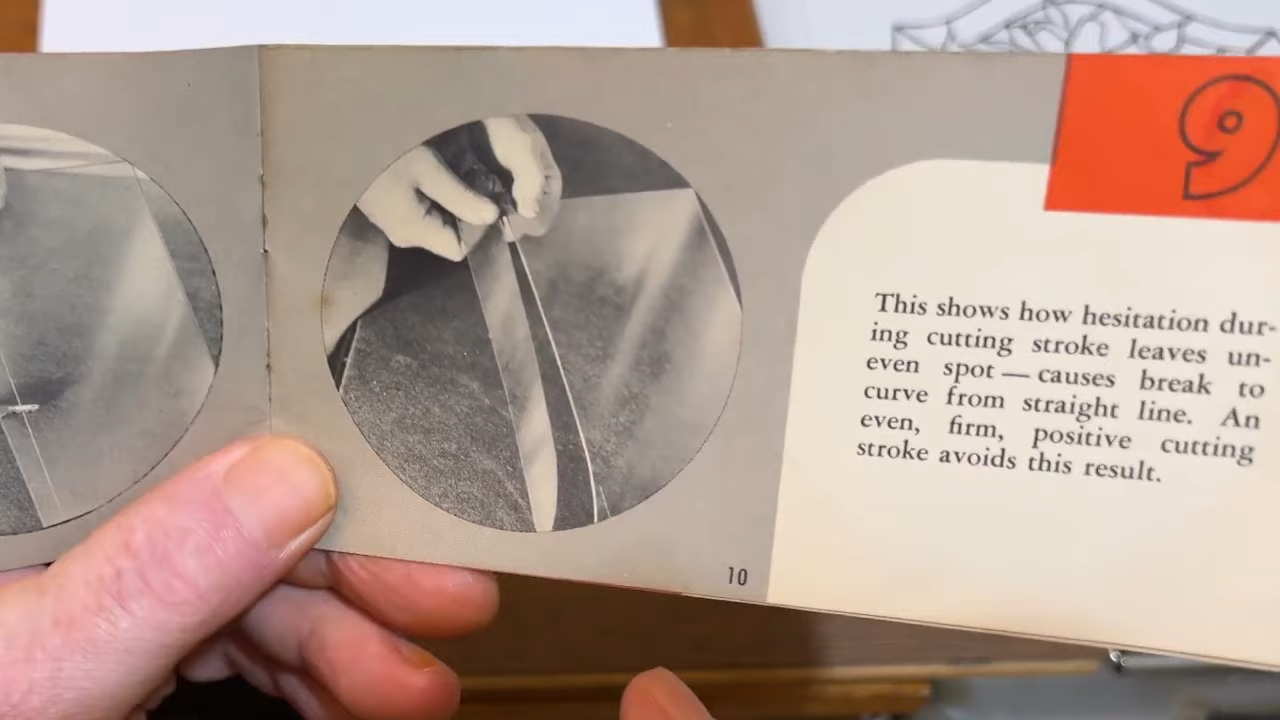 9
This shows how hesitation dur-
ing cutting stroke leaves un-
even spot — causes break to
curve from straight line. An
even, firm, positive cutting
stroke avoids this result.
10